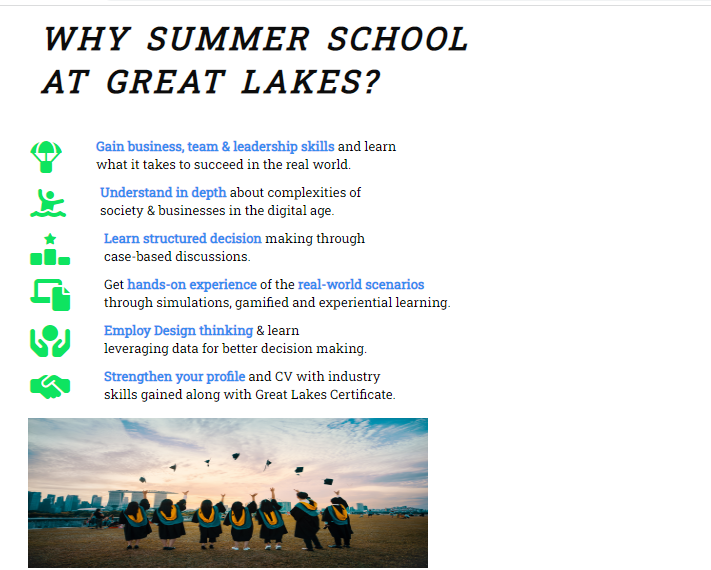 WHY SUMMER SCHOOL
AT GREAT LAKES?
Gain business, team & leadership skills and learn
what it takes to succeed in the real world.
Understand in depth about complexities of
society & businesses in the digital age.
Learn structured decision making through
case-based discussions.
Get hands-on experience of the real-world scenarios
through simulations, gamified and experiential learning.
Employ Design thinking & learn
leveraging data for better decision making.
Strengthen your profile and CV with industry
skills gained along with Great Lakes Certificate.